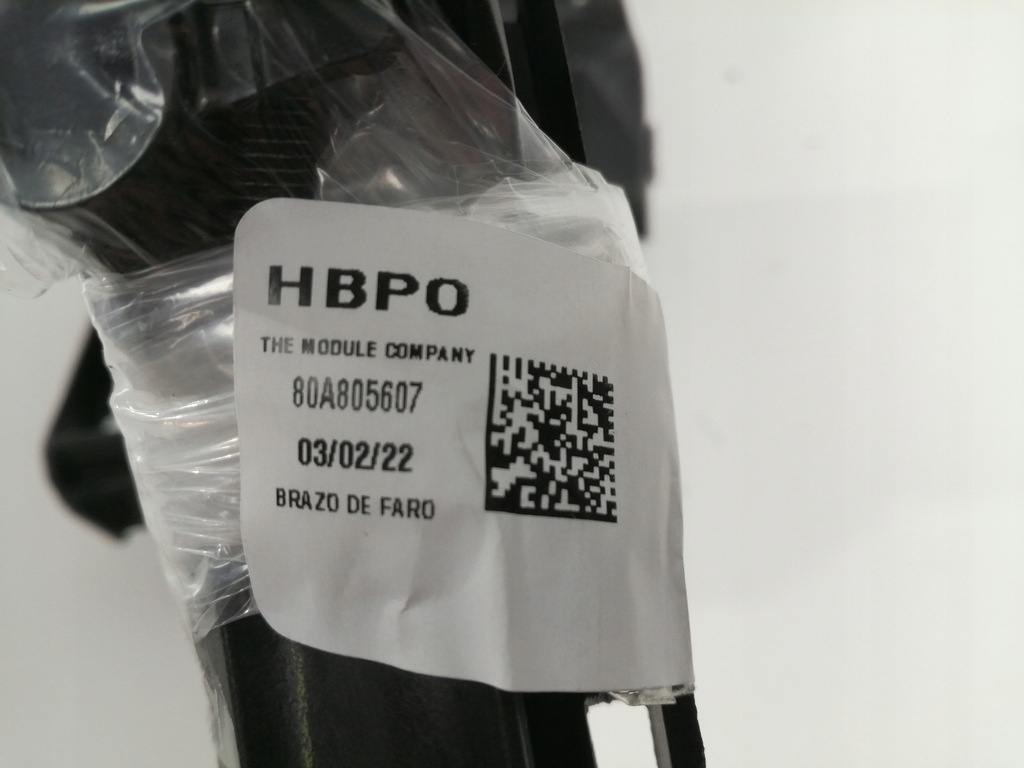 HBPO
THE MODULE COMPANY
80A805607
03/02/22
BRAZO DE FARO